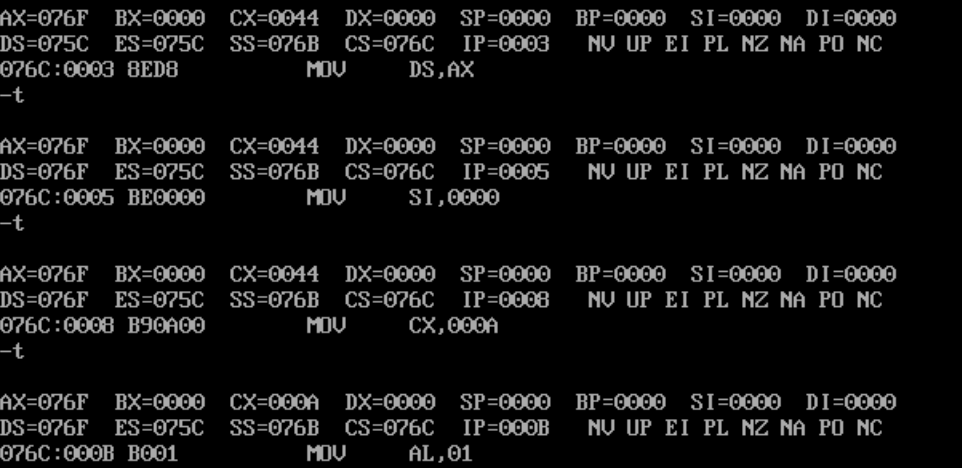 AX=076F  BX=0000  CX=0044  DX=0000  SP=0000  BP=0000  SI=0000  DI=0000
DS=075C  ES=075C  SS=076B  CS=076C  IP=0003   NV UP EI PL NZ NA PO NC
076C:0003 8ED8          MOV     DS,AX
-t
AX=076F  BX=0000  CX=0044  DX=0000  SP=0000  BP=0000  SI=0000  DI=0000
DS=076F  ES=075C  SS=076B  CS=076C  IP=0005   NV UP EI PL NZ NA PO NC
076C:0005 BE0000        MOV     SI,0000
-t
AX=076F  BX=0000  CX=0044  DX=0000  SP=0000  BP=0000  SI=0000  DI=0000
DS=076F  ES=075C  SS=076B  CS=076C  IP=0008   NV UP EI PL NZ NA PO NC
076C:0008 B90A00        MOV     CX,000A
-t
AX=076F  BX=0000  CX=000A  DX=0000  SP=0000  BP=0000  SI=0000  DI=0000
DS=076F  ES=075C  SS=076B  CS=076C  IP=000B   NV UP EI PL NZ NA PO NC
076C:000B B001          MOV     AL,01